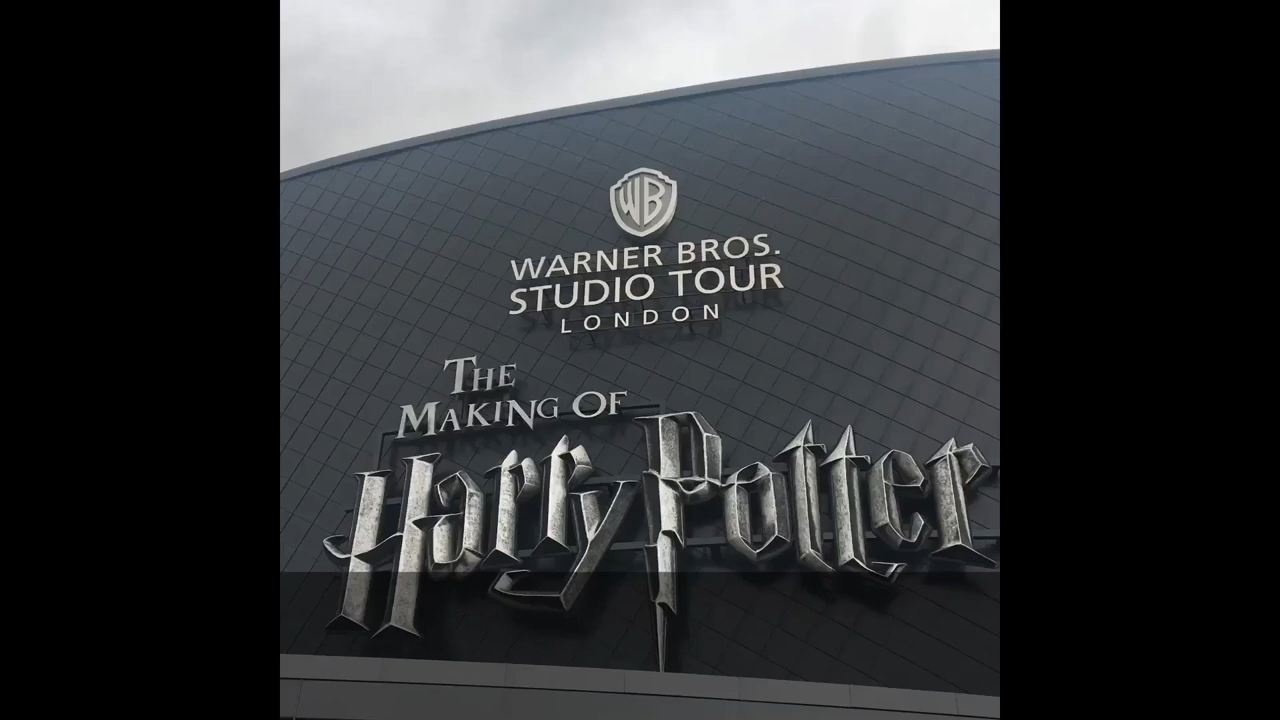 WB
WARNER BROS.
STUDIO TOUR
LONDON
THE
MAKING OF
Harry Potter